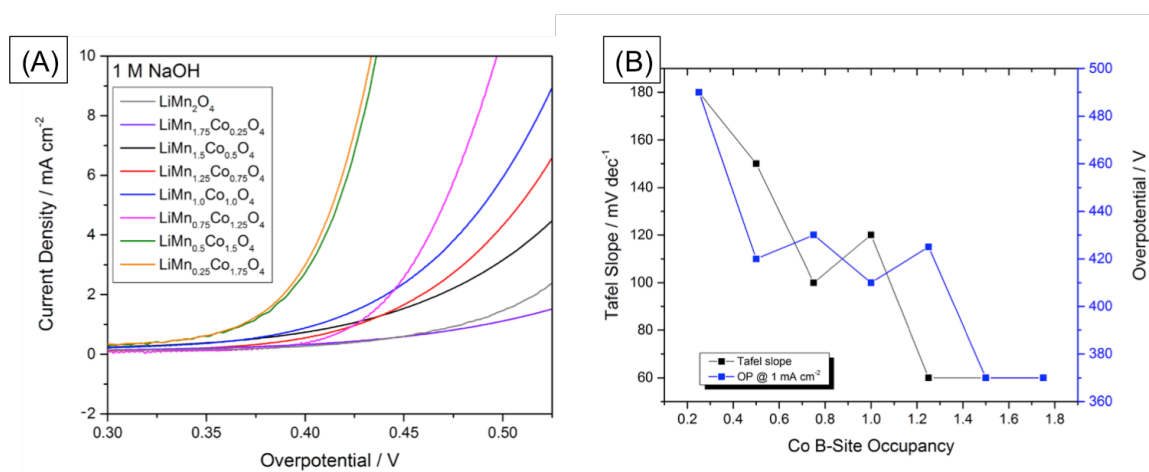 (A)
1 M NaOH
LiMn₂O₄
LiMn₁.₇₅Co₀.₂₅O₄
LiMn₁.₅Co₀.₅O₄
LiMn₁.₂₅Co₀.₇₅O₄
LiMn₁.₀Co₁.₀O₄
LiMn₀.₇₅Co₁.₂₅O₄
LiMn₀.₅Co₁.₅O₄
LiMn₀.₂₅Co₁.₇₅O₄
Current Density / mA cm⁻²
10
8
6
4
2
0
−2
0.30
0.35
0.40
0.45
0.50
Overpotential / V
(B)
Tafel Slope / mV dec⁻¹
180
160
140
120
100
80
60
Tafel slope
OP @ 1 mA cm⁻²
0.2
0.4
0.6
0.8
1.0
1.2
1.4
1.6
1.8
Co B-Site Occupancy
500
480
460
440
420
400
380
360
Overpotential / V